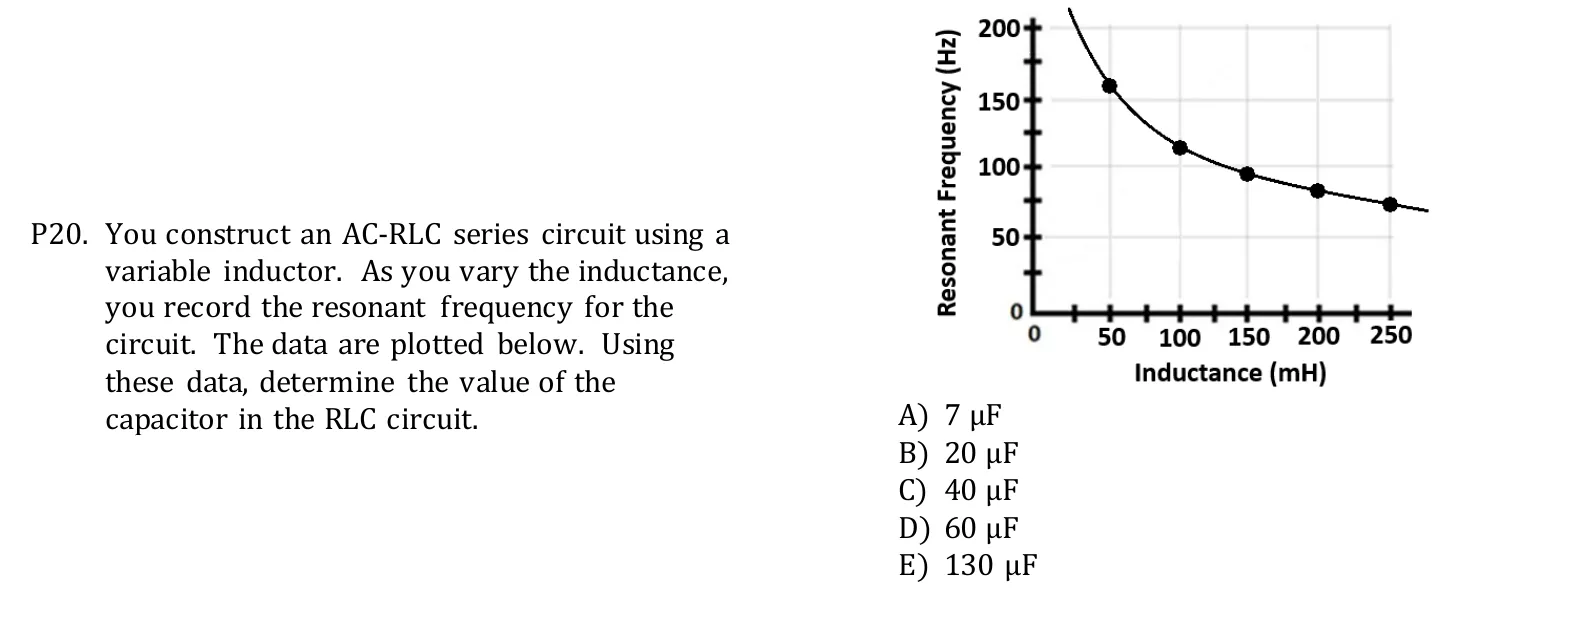 P20. You construct an AC-RLC series circuit using a
variable inductor. As you vary the inductance,
you record the resonant frequency for the
circuit. The data are plotted below. Using
these data, determine the value of the
capacitor in the RLC circuit.
Resonant Frequency (Hz)
200
150
100
50
0
0 50 100 150 200 250
Inductance (mH)
A) 7 μF
B) 20 μF
C) 40 μF
D) 60 μF
E) 130 μF